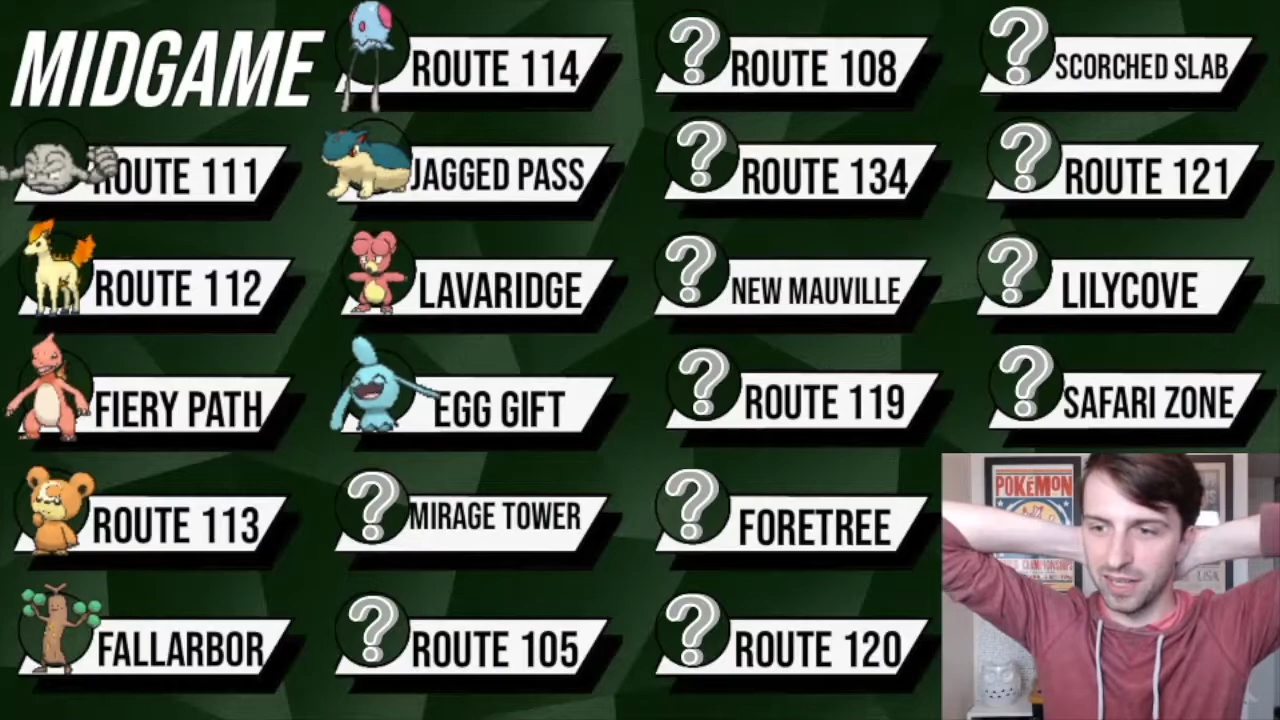 MIDGAME
ROUTE 111
ROUTE 112
FIERY PATH
ROUTE 113
FALLARBOR
ROUTE 114
JAGGED PASS
LAVARIDGE
EGG GIFT
MIRAGE TOWER
ROUTE 105
ROUTE 108
ROUTE 134
NEW MAUVILLE
ROUTE 119
FORETREE
ROUTE 120
SCORCHED SLAB
ROUTE 121
LILYCOVE
SAFARI ZONE
POKéMON